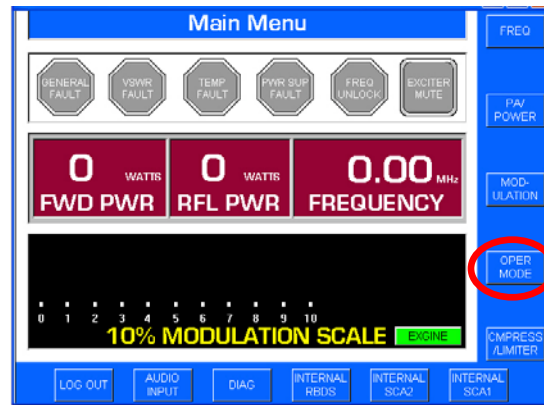 Main Menu
FREQ
GENERAL FAULT
VSWR FAULT
TEMP FAULT
PWR SUP FAULT
FREQ UNLOCK
EXCITER MUTE
PA/ POWER
0 WATTS
FWD PWR
0 WATTS
RFL PWR
0.00 MHz
FREQUENCY
MOD- ULATION
OPER MODE
0 1 2 3 4 5 6 7 8 9 10
10% MODULATION SCALE
EXGINE
CMPRESS /LIMITER
LOG OUT
AUDIO INPUT
DIAG
INTERNAL RBDS
INTERNAL SCA2
INTERNAL SCA1